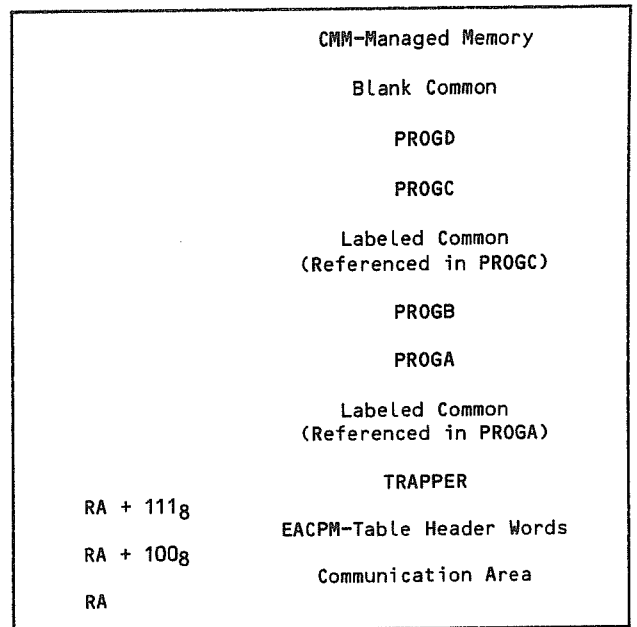 CMM-Managed Memory
Blank Common
PROGD
PROGC
Labeled Common
(Referenced in PROGC)
PROGB
PROGA
Labeled Common
(Referenced in PROGA)
TRAPPER
RA + 111₈
EACPM-Table Header Words
RA + 100₈
Communication Area
RA